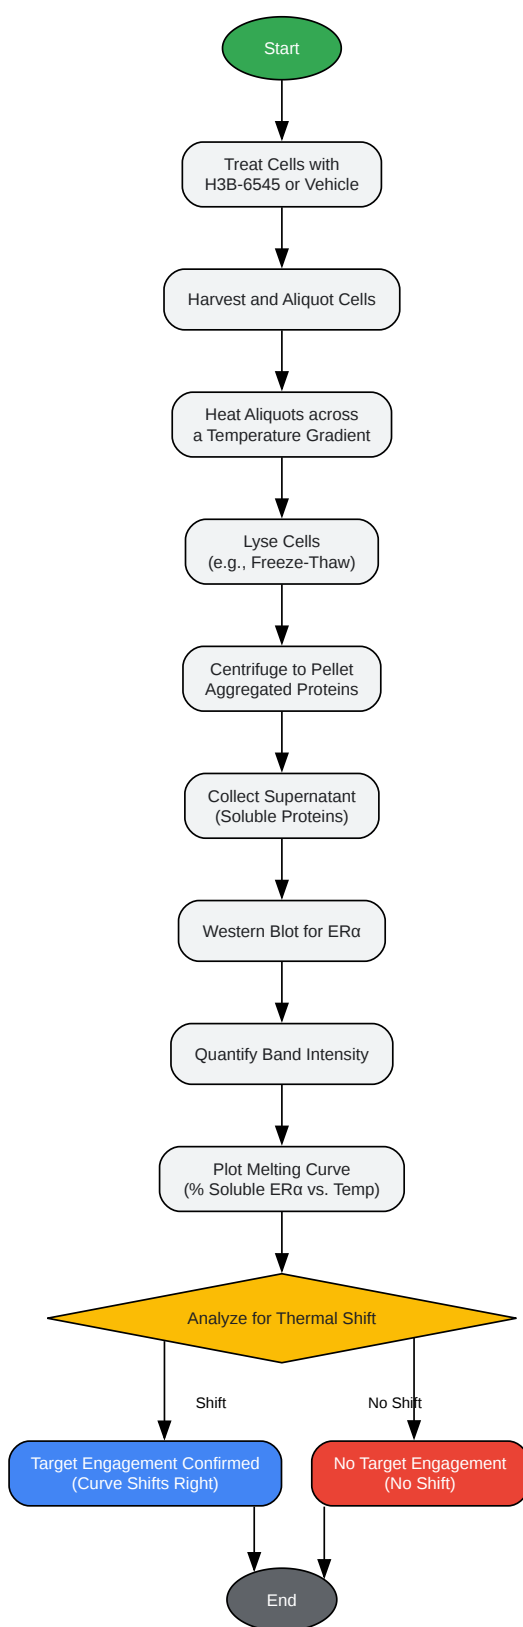 Start
Treat Cells with
H3B-6545 or Vehicle
Harvest and Aliquot Cells
Heat Aliquots across
a Temperature Gradient
Lyse Cells
(e.g., Freeze-Thaw)
Centrifuge to Pellet
Aggregated Proteins
Collect Supernatant
(Soluble Proteins)
Western Blot for ERα
Quantify Band Intensity
Plot Melting Curve
(% Soluble ERα vs. Temp)
Analyze for Thermal Shift
Shift
No Shift
Target Engagement Confirmed
(Curve Shifts Right)
No Target Engagement
(No Shift)
End